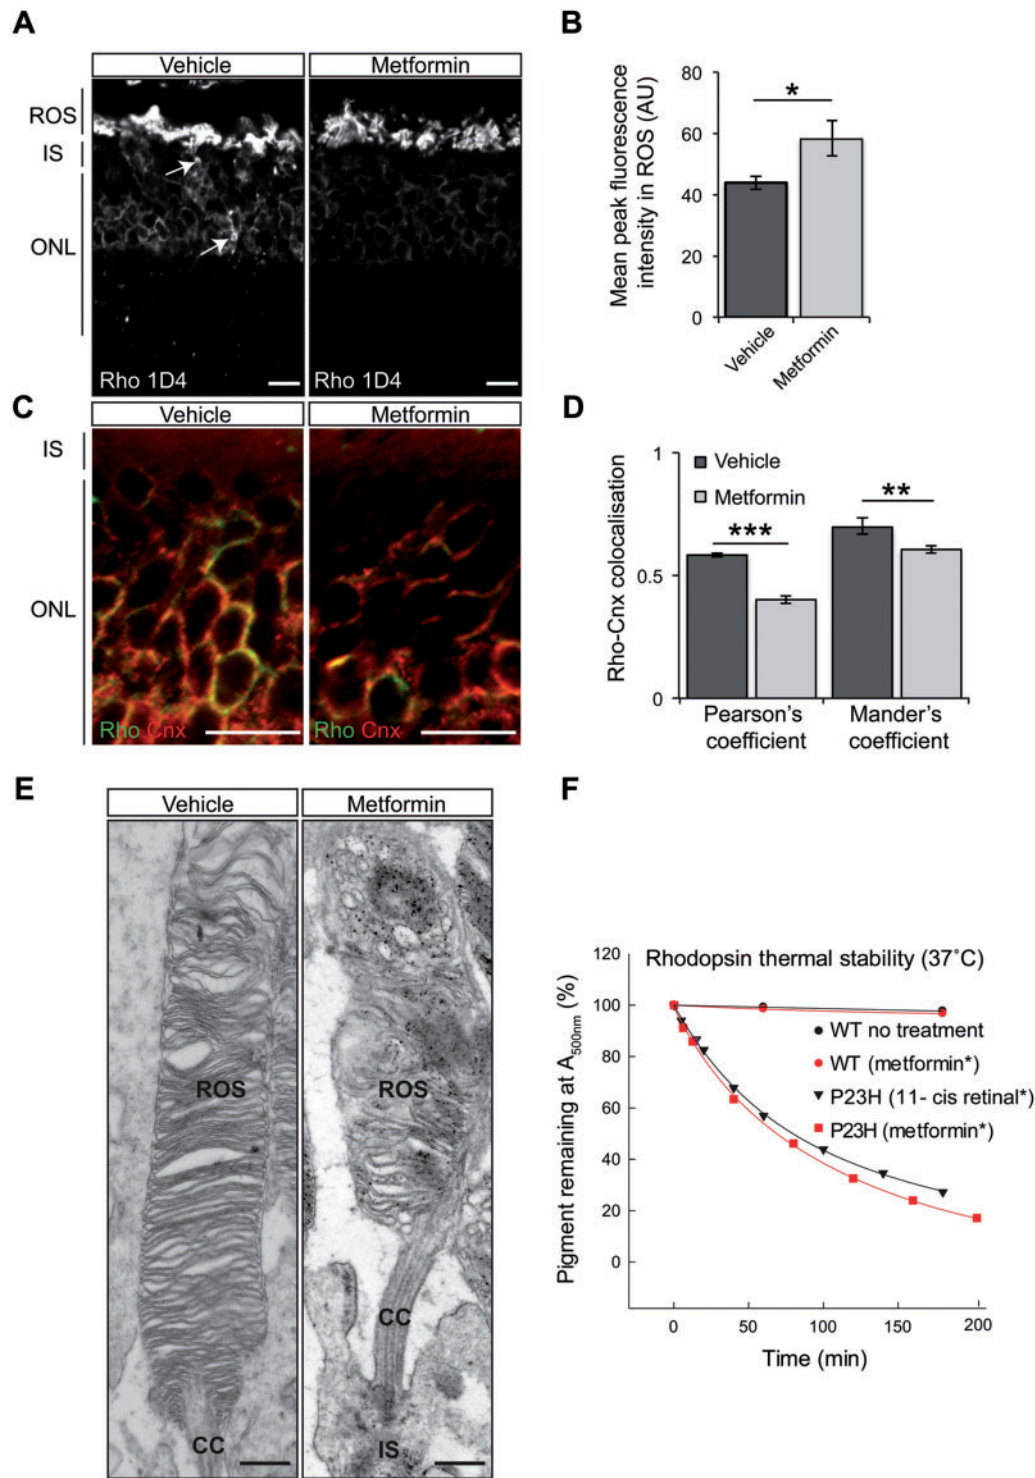 A
Vehicle
Metformin
ROS
IS
ONL
Rho 1D4
B
Mean peak fluorescence
intensity in ROS (AU)
80
60
40
20
0
*
Vehicle
Metformin
C
Vehicle
Metformin
IS
ONL
Rho Cnx
Rho Cnx
D
Rho-Cnx colocalisation
1
0.5
0
Vehicle
Metformin
***
**
Pearson's
coefficient
Mander's
coefficient
E
Vehicle
Metformin
ROS
CC
ROS
CC
IS
F
Pigment remaining at A500nm (%)
120
100
80
60
40
20
0
Rhodopsin thermal stability (37°C)
WT no treatment
WT (metformin*)
P23H (11- cis retinal*)
P23H (metformin*)
0 50 100 150 200
Time (min)